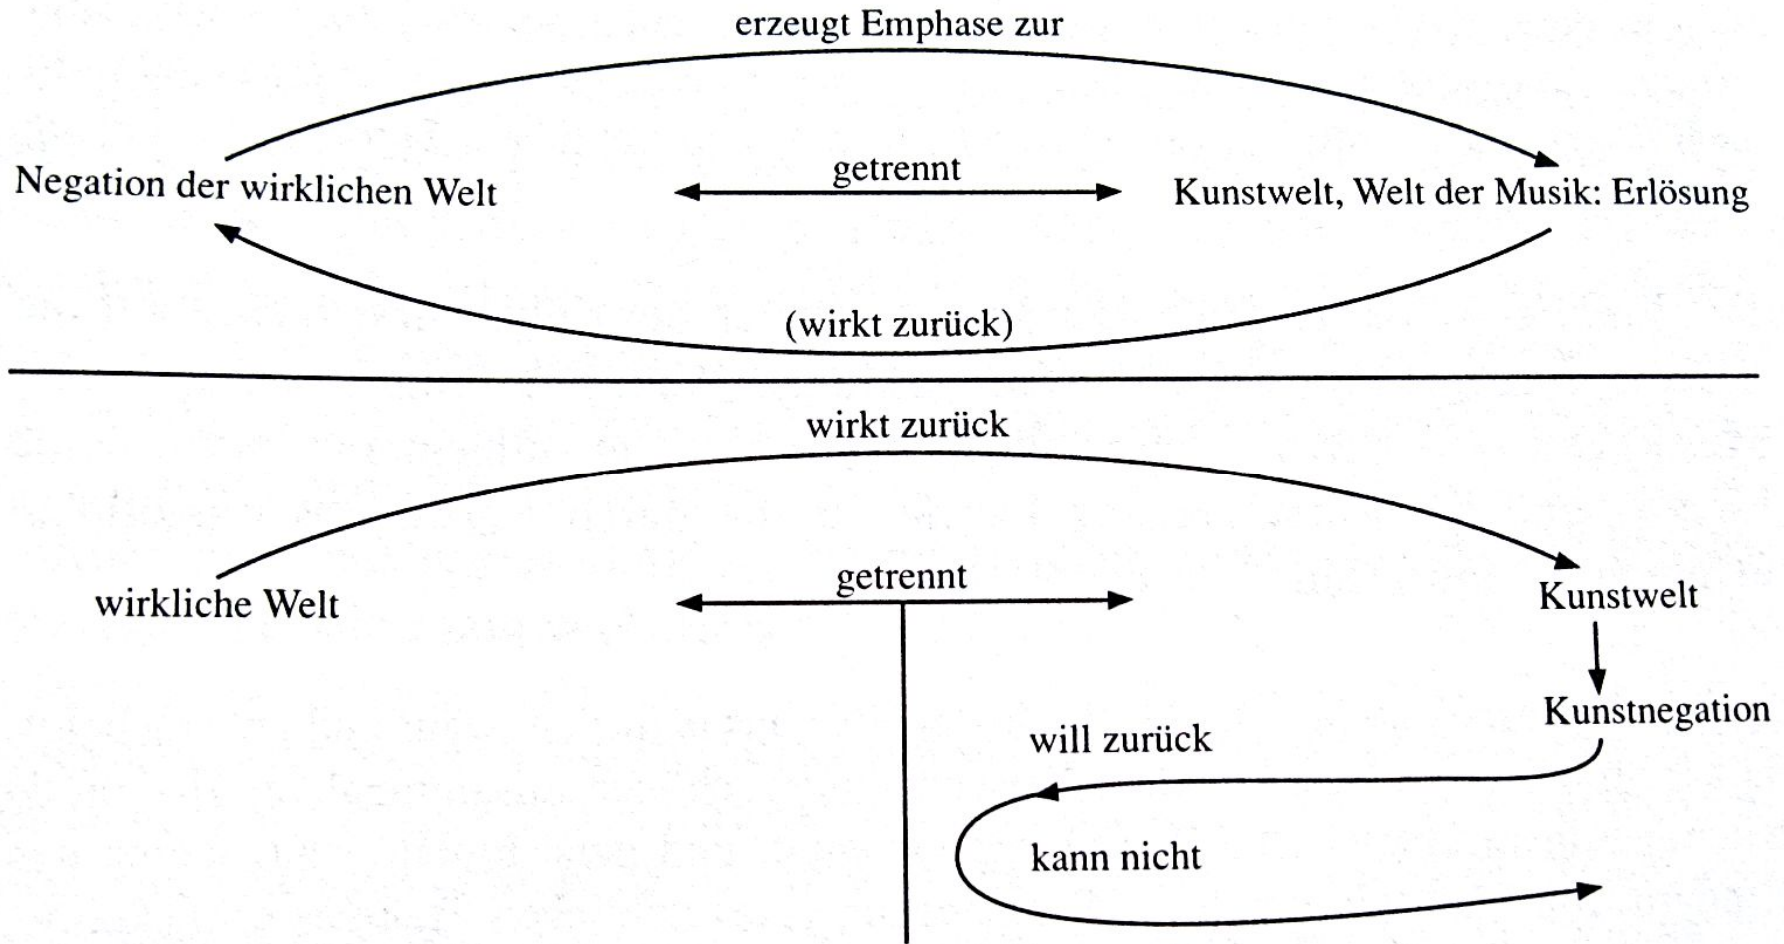 erzeugt Emphase zur
Negation der wirklichen Welt
getrennt
Kunstwelt, Welt der Musik: Erlösung
(wirkt zurück)
wirkt zurück
wirkliche Welt
getrennt
Kunstwelt
Kunstnegation
will zurück
kann nicht